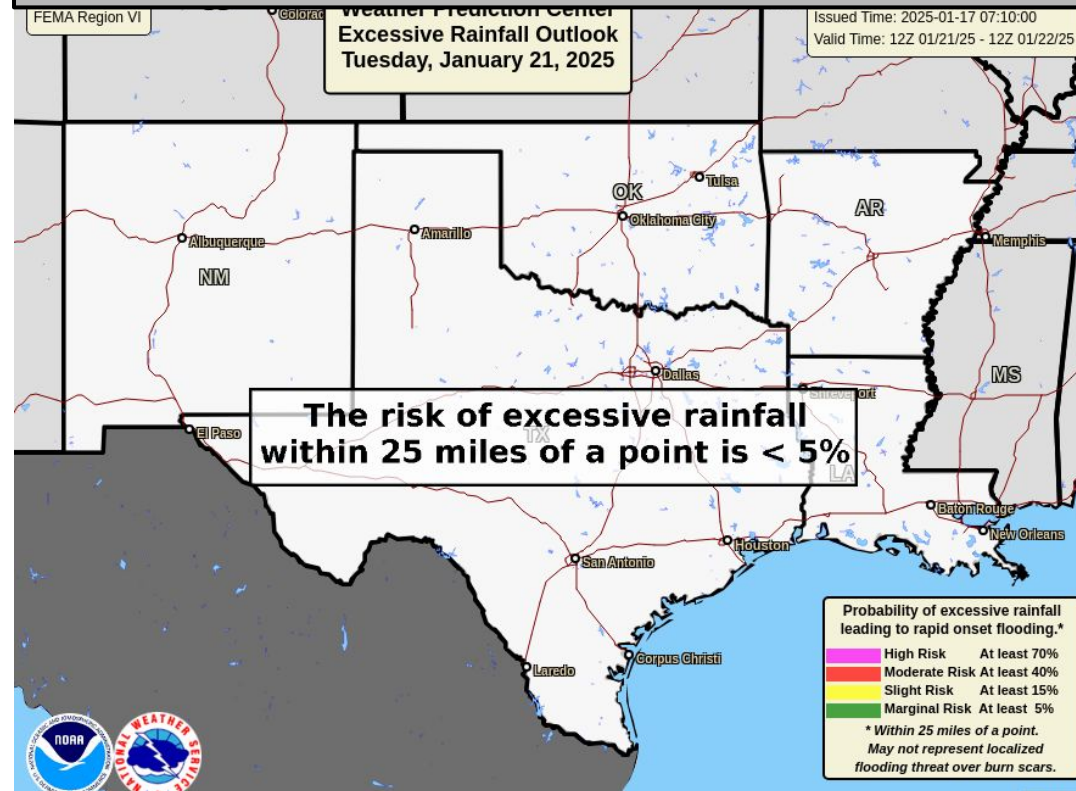 FEMA Region VI
Weather Prediction Center
Excessive Rainfall Outlook
Tuesday, January 21, 2025
Issued Time: 2025-01-17 07:10:00
Valid Time: 12Z 01/21/25 - 12Z 01/22/25
OK
Tulsa
Oklahoma City
AR
Albuquerque
Amarillo
Memphis
NM
Dallas
MS
Shreveport
The risk of excessive rainfall
within 25 miles of a point is < 5%
El Paso
TX
LA
Baton Rouge
New Orleans
Houston
San Antonio
Laredo
Corpus Christi
Probability of excessive rainfall
leading to rapid onset flooding.*
High Risk At least 70%
Moderate Risk At least 40%
Slight Risk At least 15%
Marginal Risk At least 5%
* Within 25 miles of a point.
May not represent localized
flooding threat over burn scars.
NOAA
NATIONAL WEATHER SERVICE